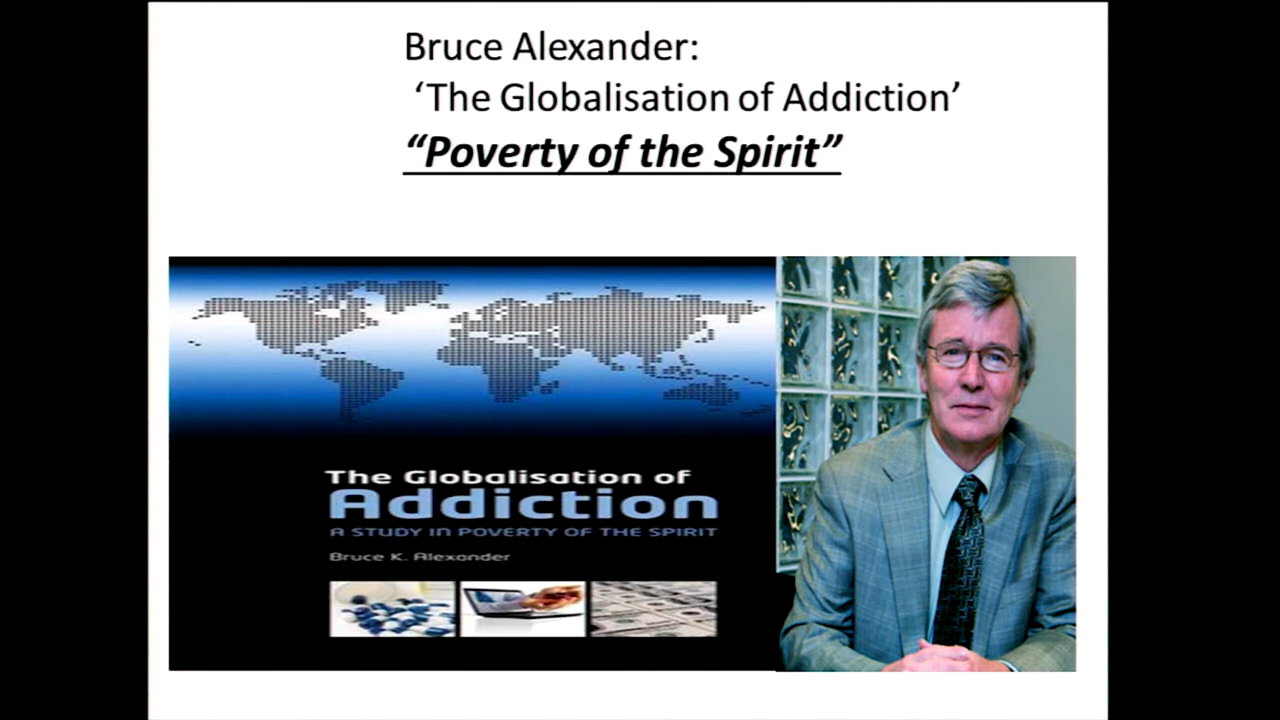 Bruce Alexander:
‘The Globalisation of Addiction’
“Poverty of the Spirit”
The Globalisation of
Addiction
A STUDY IN POVERTY OF THE SPIRIT
Bruce K. Alexander